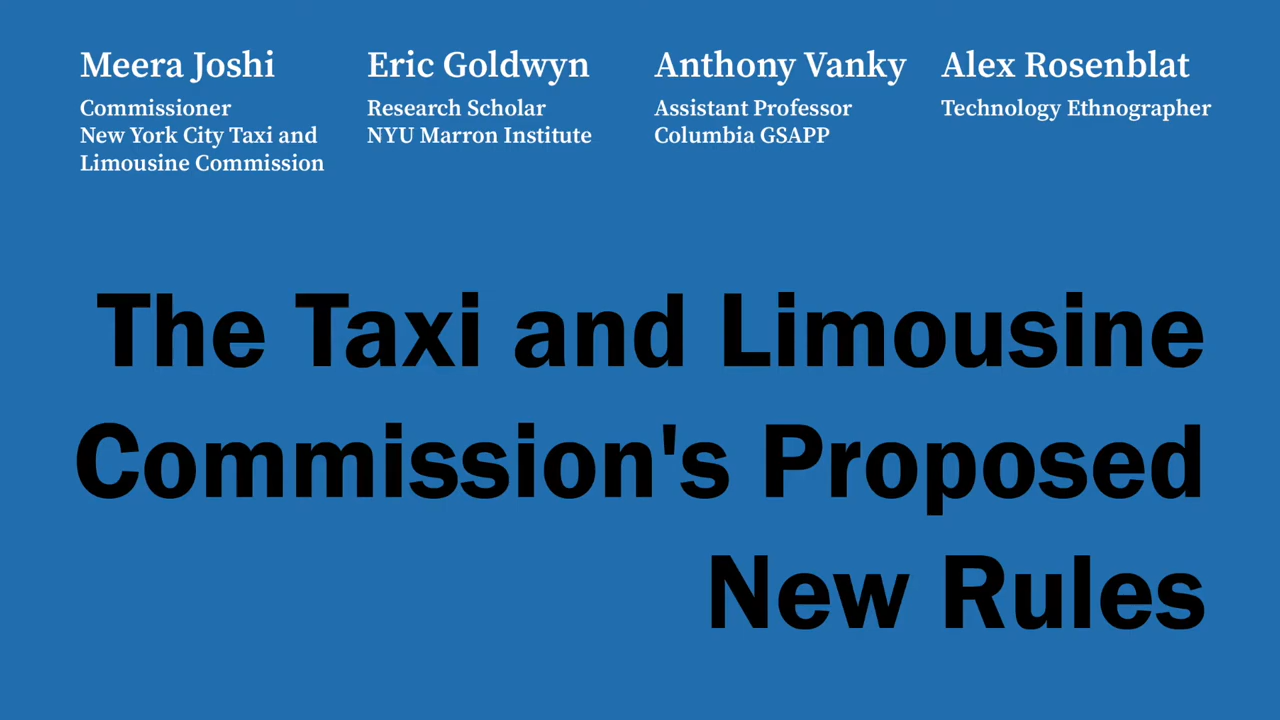 Meera Joshi
Commissioner
New York City Taxi and
Limousine Commission
Eric Goldwyn
Research Scholar
NYU Marron Institute
Anthony Vanky
Assistant Professor
Columbia GSAPP
Alex Rosenblat
Technology Ethnographer
The Taxi and Limousine
Commission's Proposed
New Rules